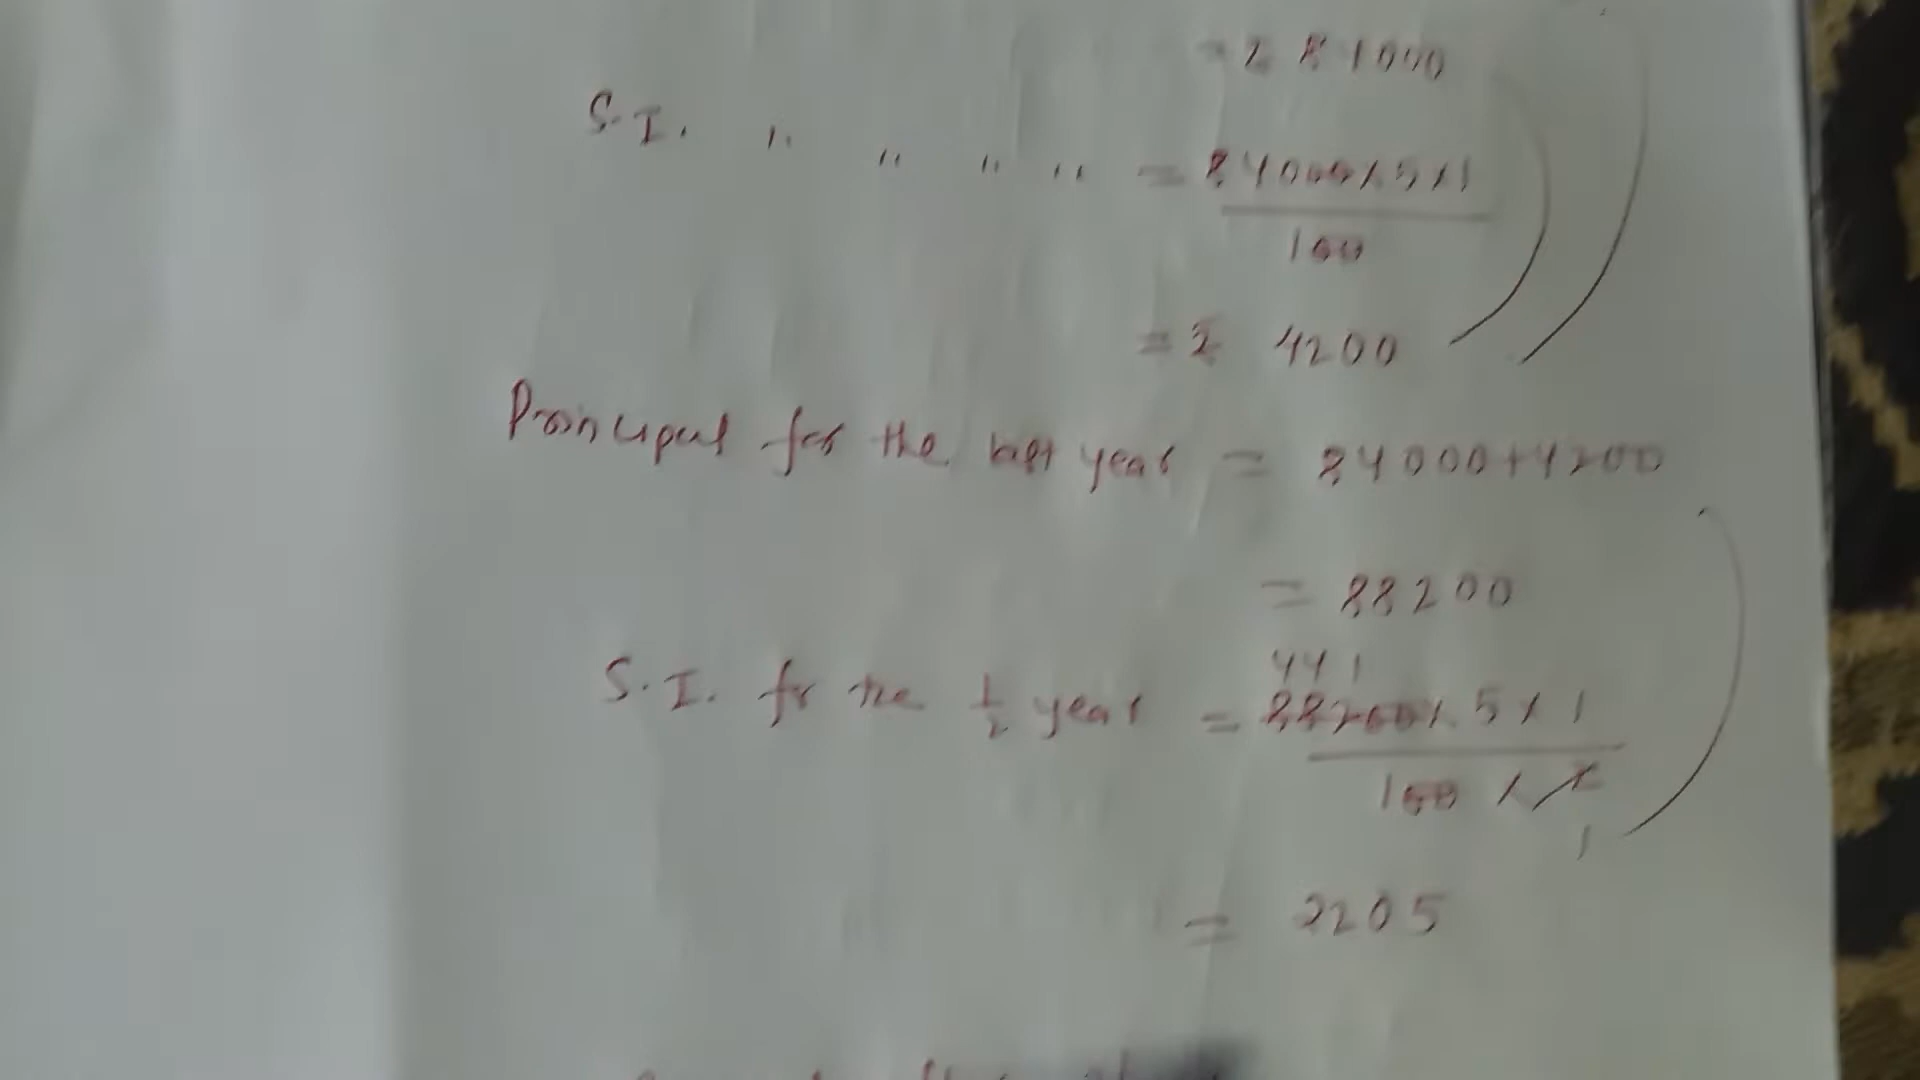 = ₹ 84000
S.I. " " " " = 84000×5×1
100
= ₹ 4200
Principal for the year = 84000+4200
= 88200
441
S.I. for the 1/2 year = 88200×5×1
100 × 2
1
= 2205